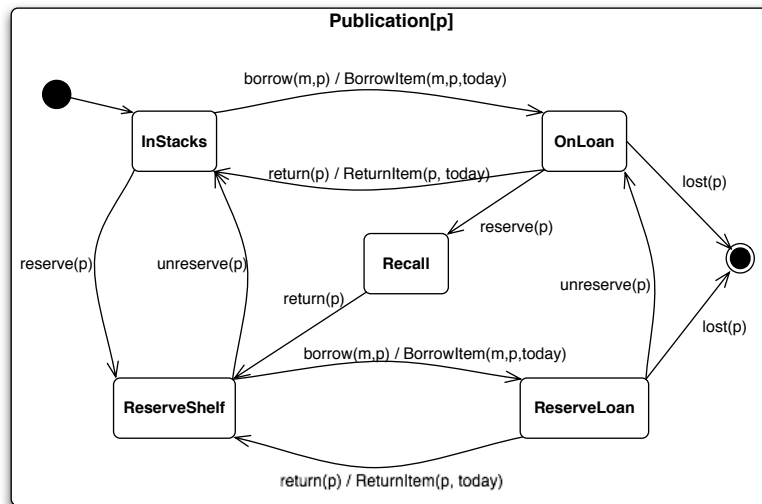 Publication[p]
borrow(m,p) / BorrowItem(m,p,today)
InStacks
OnLoan
return(p) / ReturnItem(p, today)
lost(p)
reserve(p)
reserve(p)
unreserve(p)
Recall
unreserve(p)
return(p)
lost(p)
borrow(m,p) / BorrowItem(m,p,today)
ReserveShelf
ReserveLoan
return(p) / ReturnItem(p, today)